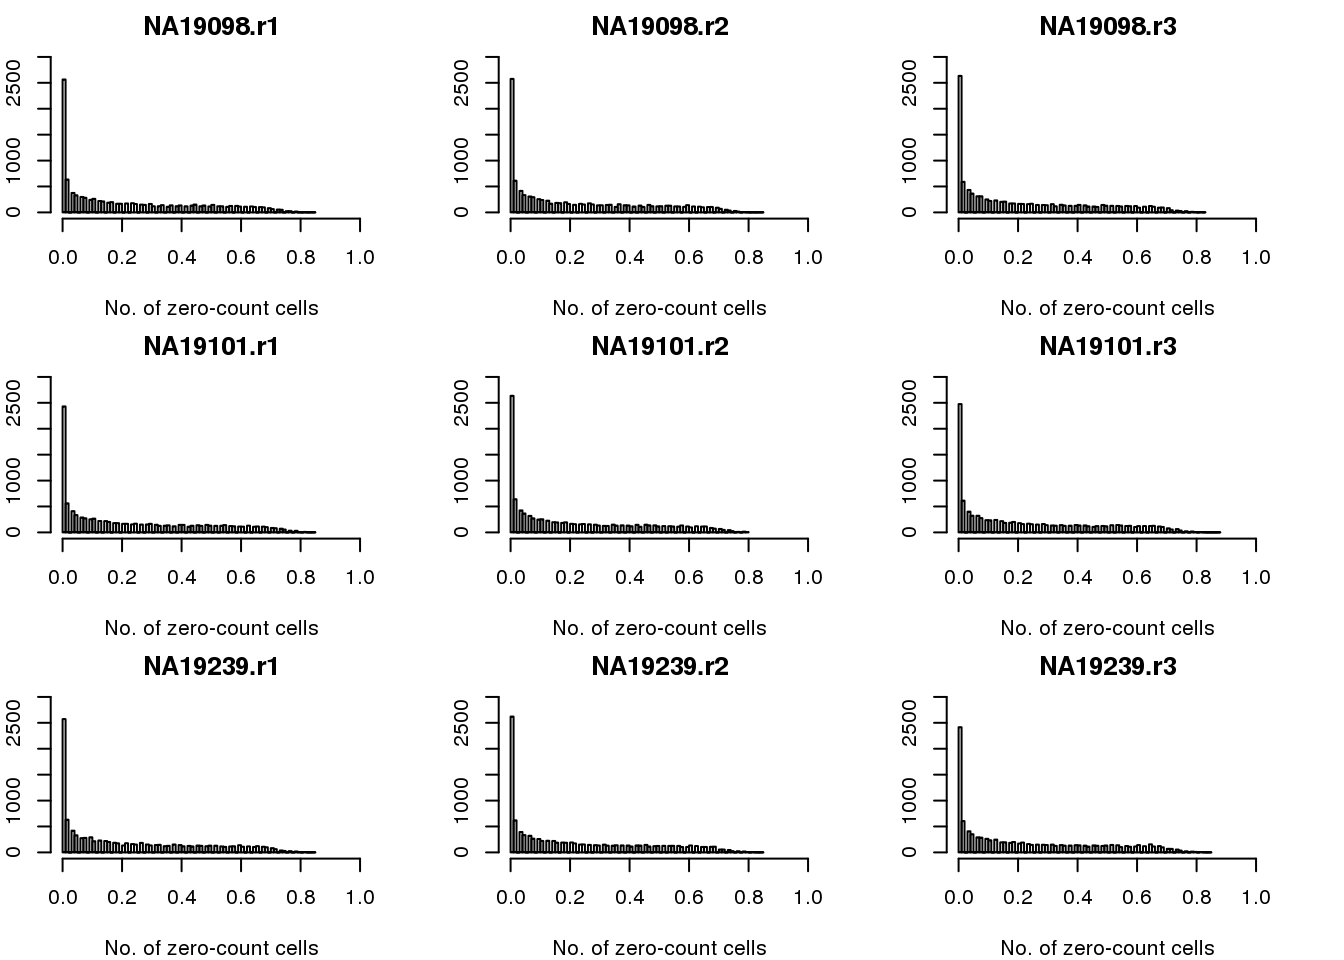 NA19098.r1 NA19098.r2 NA19098.r3
2500 2500 2500
1000 1000 1000
0 0 0
0.0 0.2 0.4 0.6 0.8 1.0 0.0 0.2 0.4 0.6 0.8 1.0 0.0 0.2 0.4 0.6 0.8 1.0
No. of zero-count cells No. of zero-count cells No. of zero-count cells
NA19101.r1 NA19101.r2 NA19101.r3
2500 2500 2500
1000 1000 1000
0 0 0
0.0 0.2 0.4 0.6 0.8 1.0 0.0 0.2 0.4 0.6 0.8 1.0 0.0 0.2 0.4 0.6 0.8 1.0
No. of zero-count cells No. of zero-count cells No. of zero-count cells
NA19239.r1 NA19239.r2 NA19239.r3
2500 2500 2500
1000 1000 1000
0 0 0
0.0 0.2 0.4 0.6 0.8 1.0 0.0 0.2 0.4 0.6 0.8 1.0 0.0 0.2 0.4 0.6 0.8 1.0
No. of zero-count cells No. of zero-count cells No. of zero-count cells